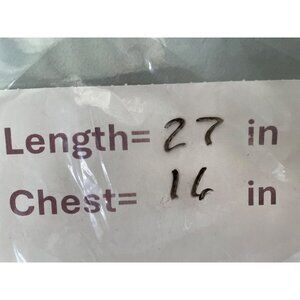 Length= 27 in
Chest= 16 in